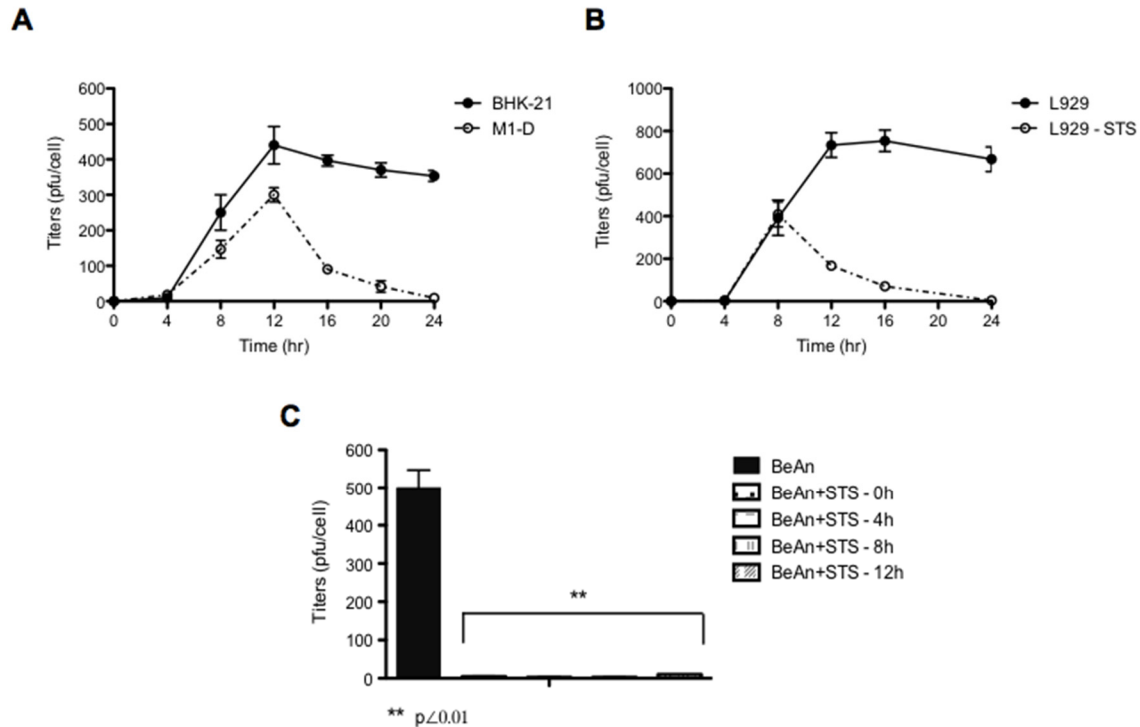 A
B
600
500
400
300
200
100
0
Titers (pfu/cell)
0 4 8 12 16 20 24
Time (hr)
BHK-21
M1-D
1000
800
600
400
200
0
Titers (pfu/cell)
0 4 8 12 16 20 24
Time (hr)
L929
L929 - STS
C
600
500
400
300
200
100
0
Titers (pfu/cell)
**
BeAn
BeAn+STS - 0h
BeAn+STS - 4h
BeAn+STS - 8h
BeAn+STS - 12h
** p∠0.01